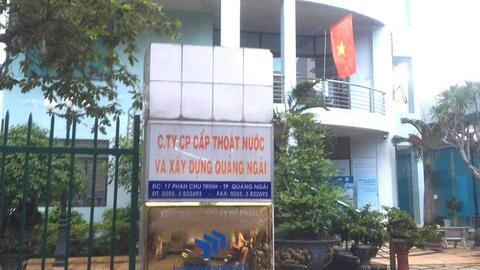 C.TY CP CẤP THOÁT NƯỚC
VÀ XÂY DỰNG QUẢNG NGÃI
ĐC: 17 PHAN CHU TRINH - TP QUẢNG NGÃI
ĐT: 0255. 3 822693 - FAX: 0255. 3 822692